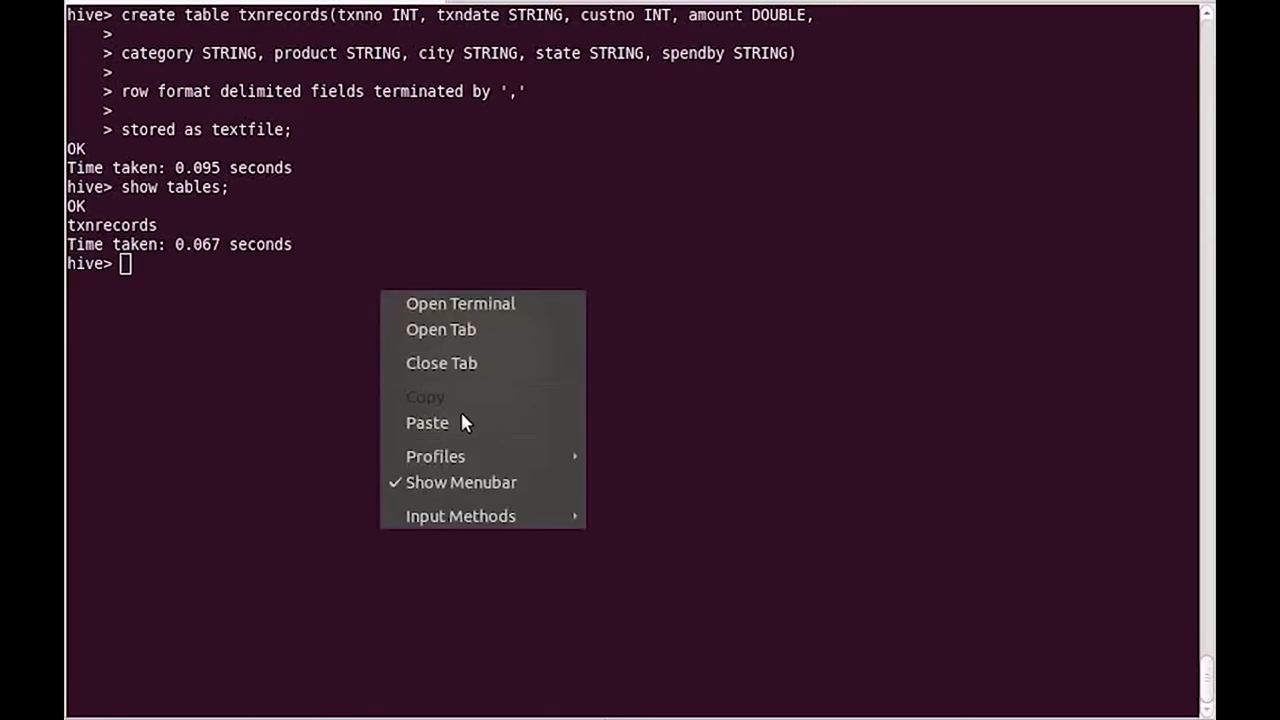 hive> create table txnrecords(txnno INT, txndate STRING, custno INT, amount DOUBLE,
>
> category STRING, product STRING, city STRING, state STRING, spendby STRING)
>
> row format delimited fields terminated by ','
>
> stored as textfile;
OK
Time taken: 0.095 seconds
hive> show tables;
OK
txnrecords
Time taken: 0.067 seconds
hive>
Open Terminal
Open Tab
Close Tab
Copy
Paste
Profiles
Show Menubar
Input Methods